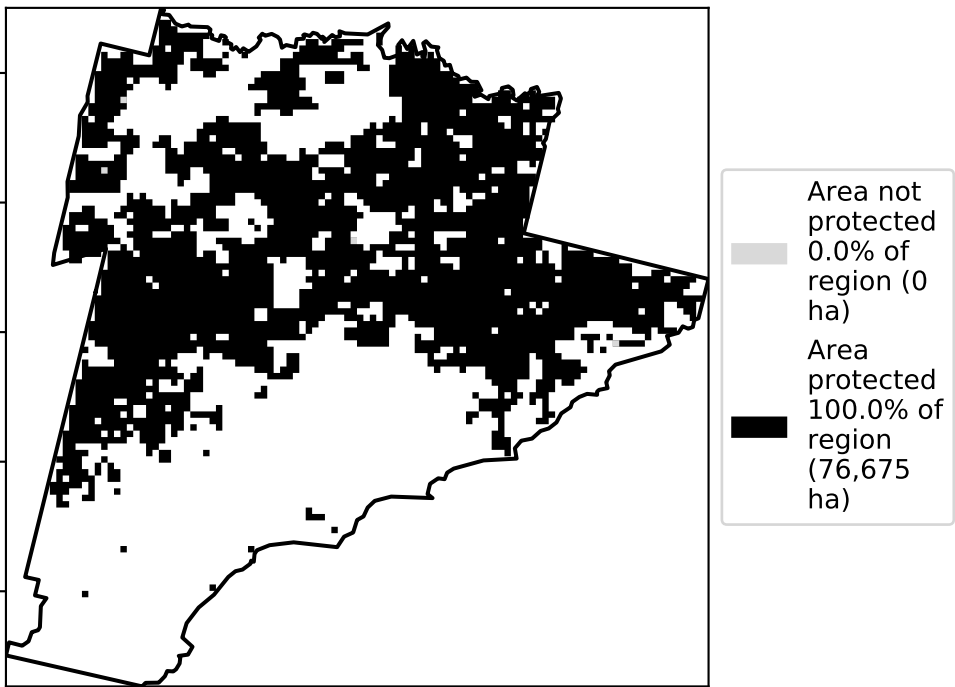 Area not
protected
0.0% of
region (0
ha)
Area
protected
100.0% of
region
(76,675
ha)